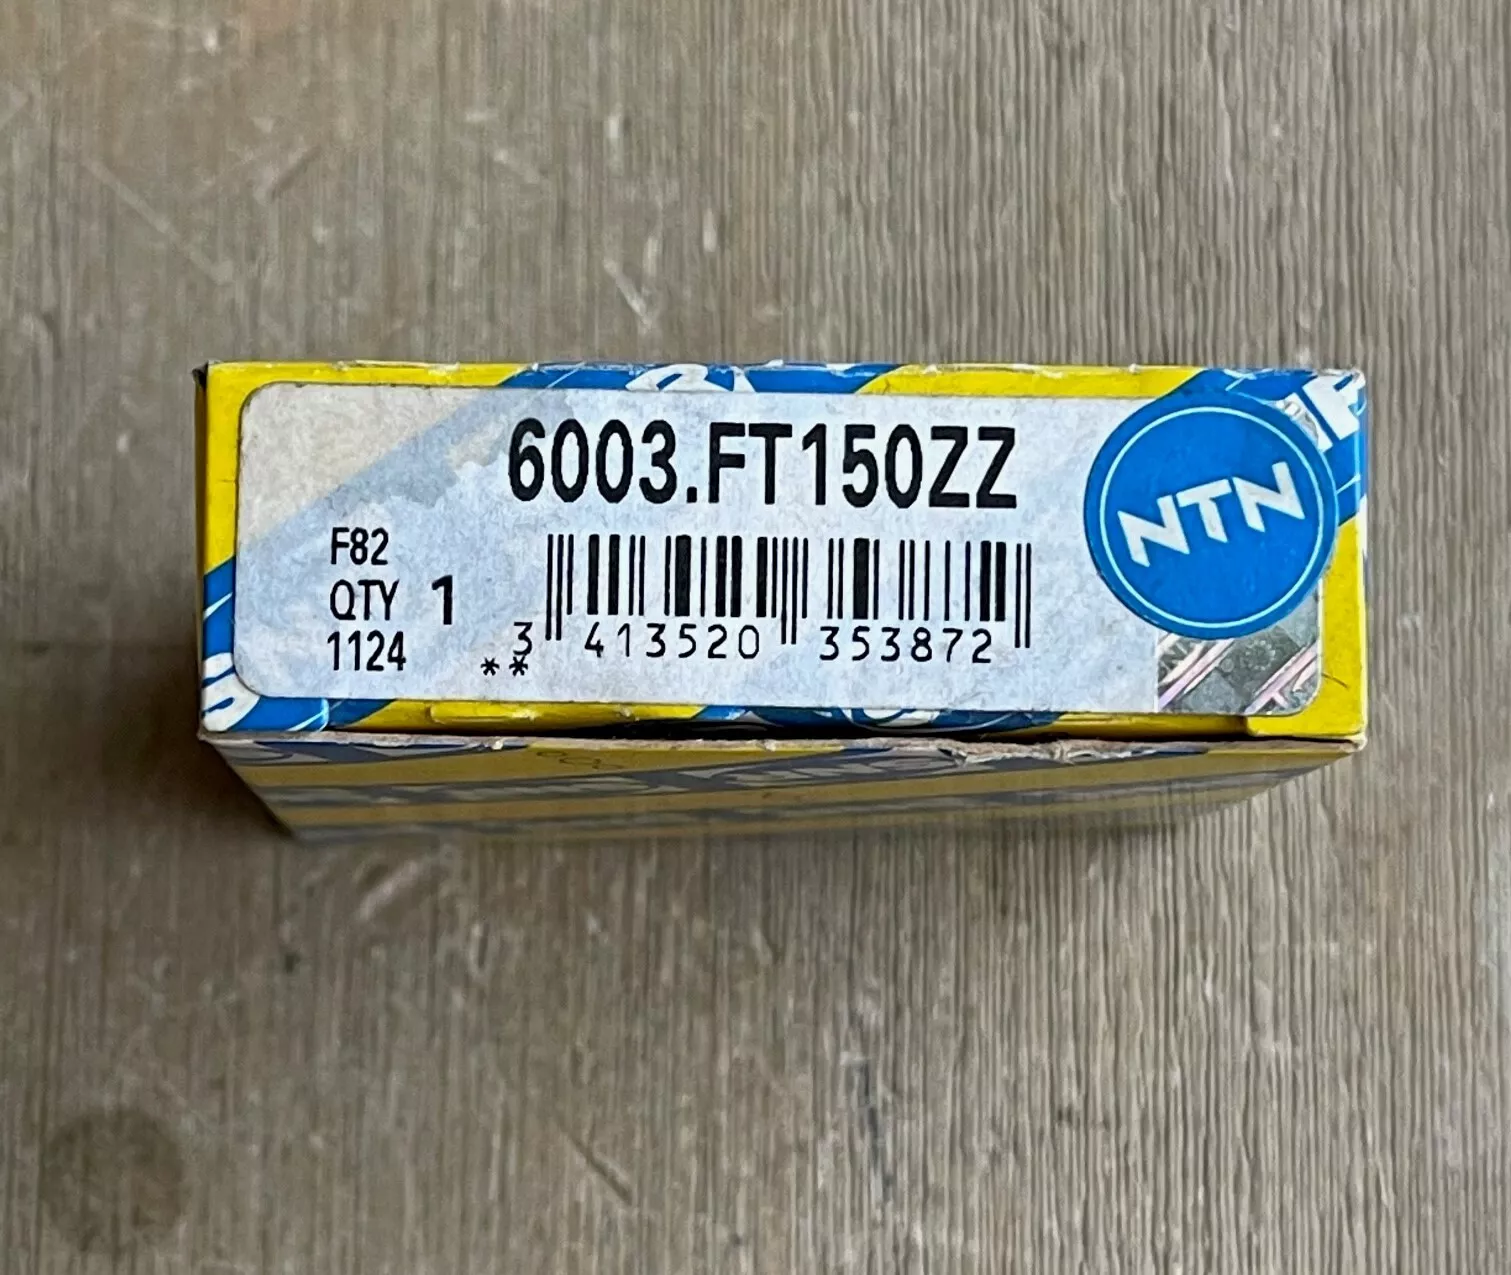 6003.FT150ZZ
NTN
F82
QTY 1
1124
**
3 413520 353872